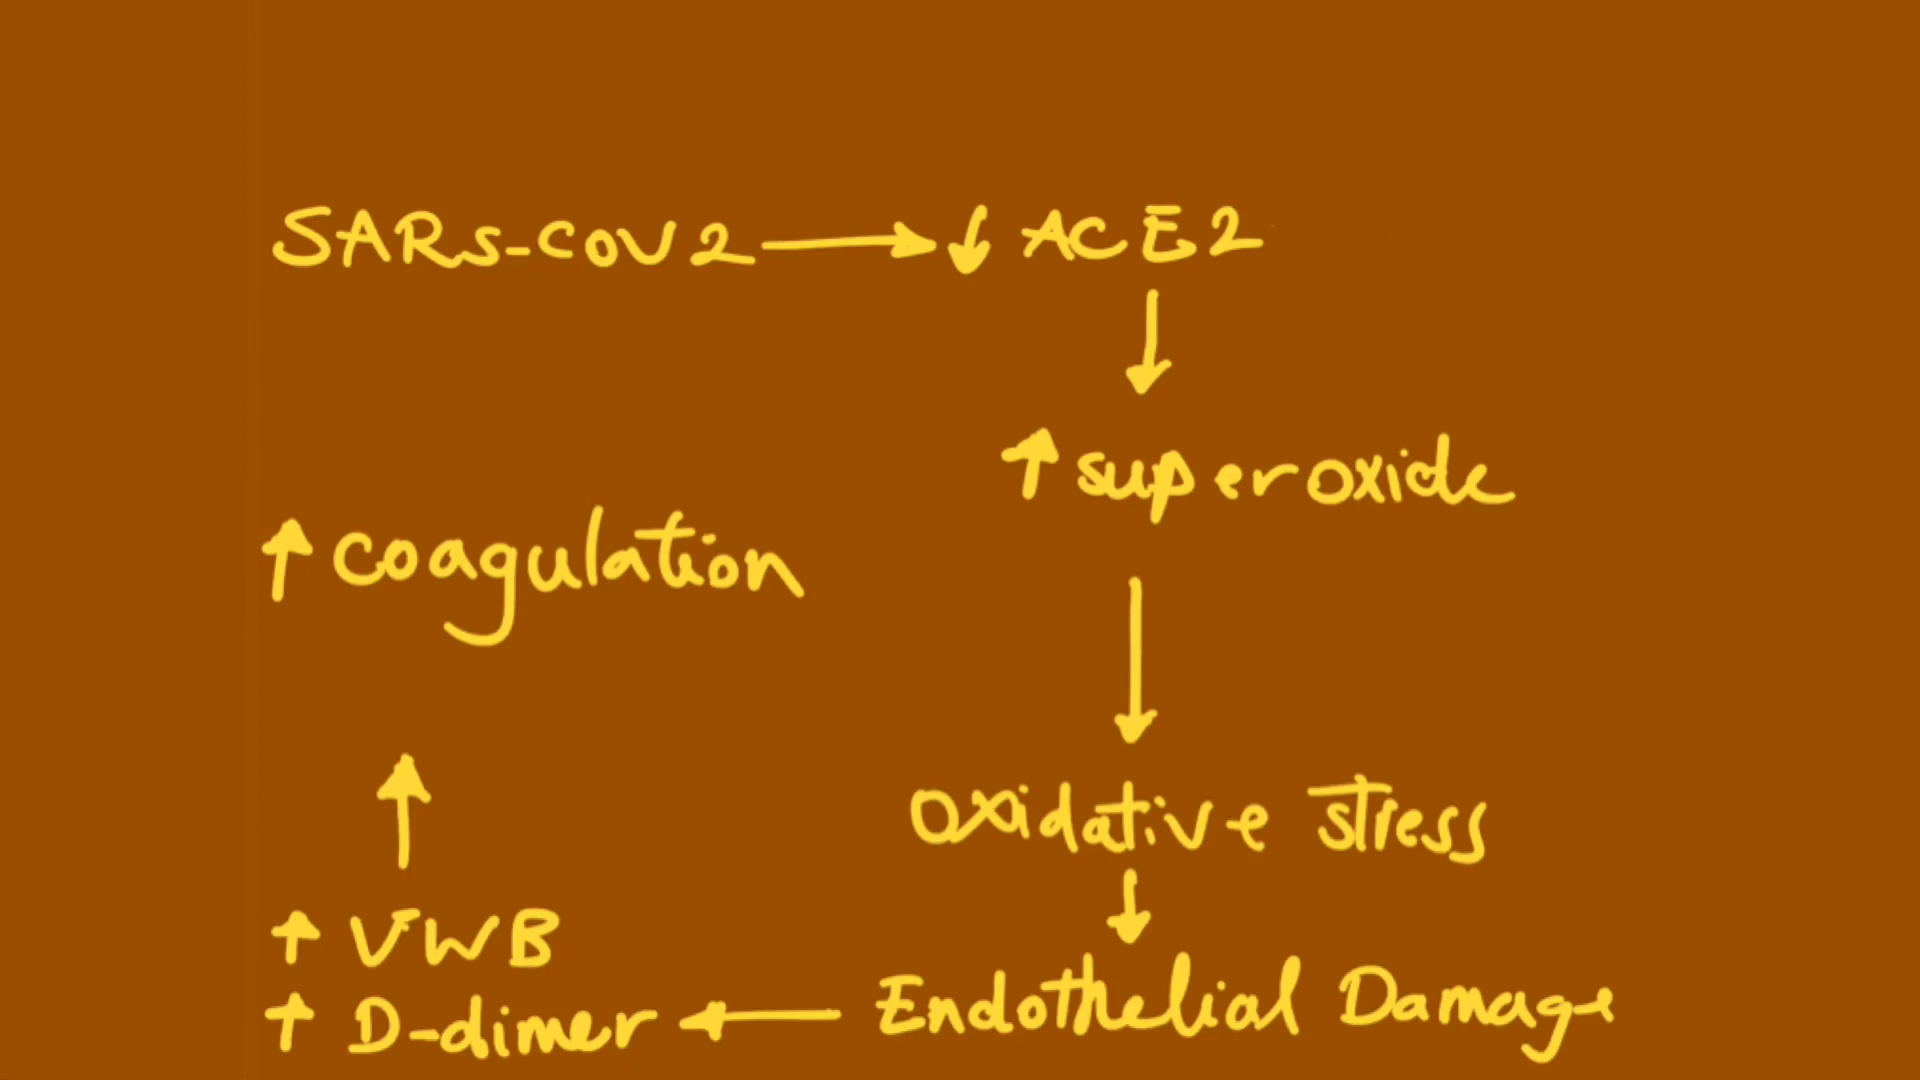 SARS-COV2 → ↓ ACE2
↓
↑ superoxide
↑ coagulation
↓
↑
oxidative stress
↓
↑ VWB
↑ D-dimer ← Endothelial Damage